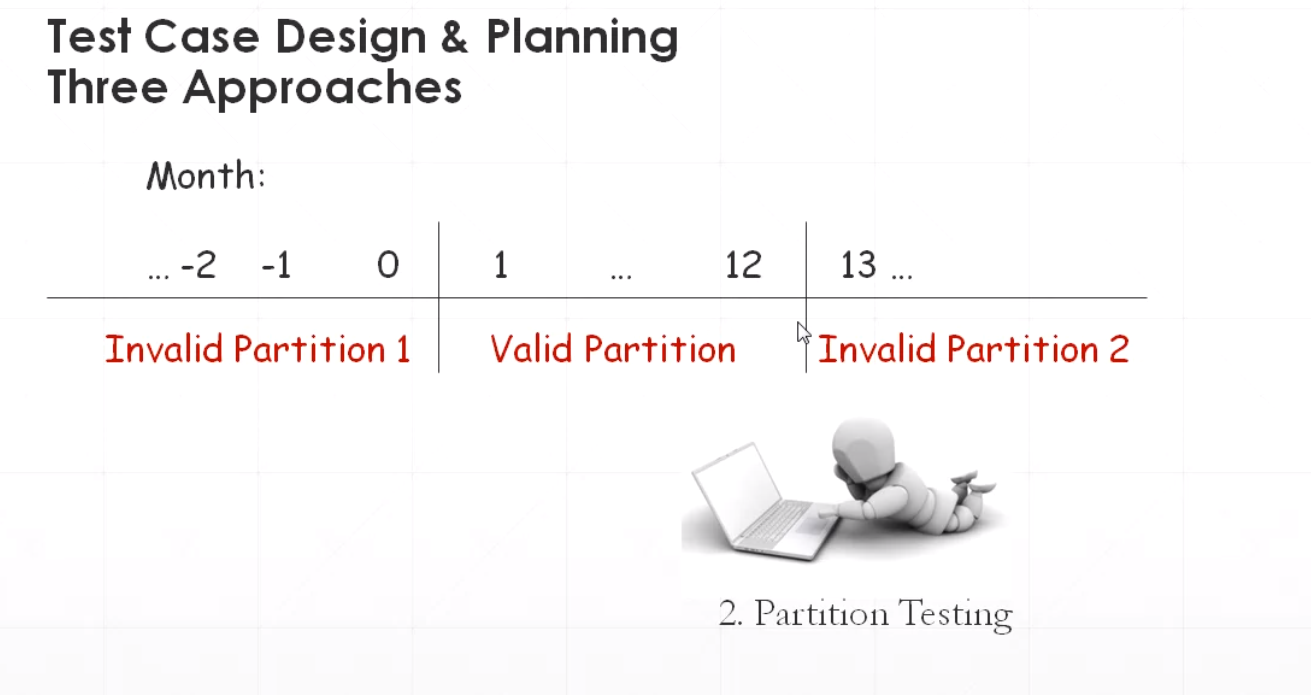 Test Case Design & Planning
Three Approaches
Month:
... -2 -1 0 1 ... 12 13 ...
Invalid Partition 1 Valid Partition Invalid Partition 2
2. Partition Testing